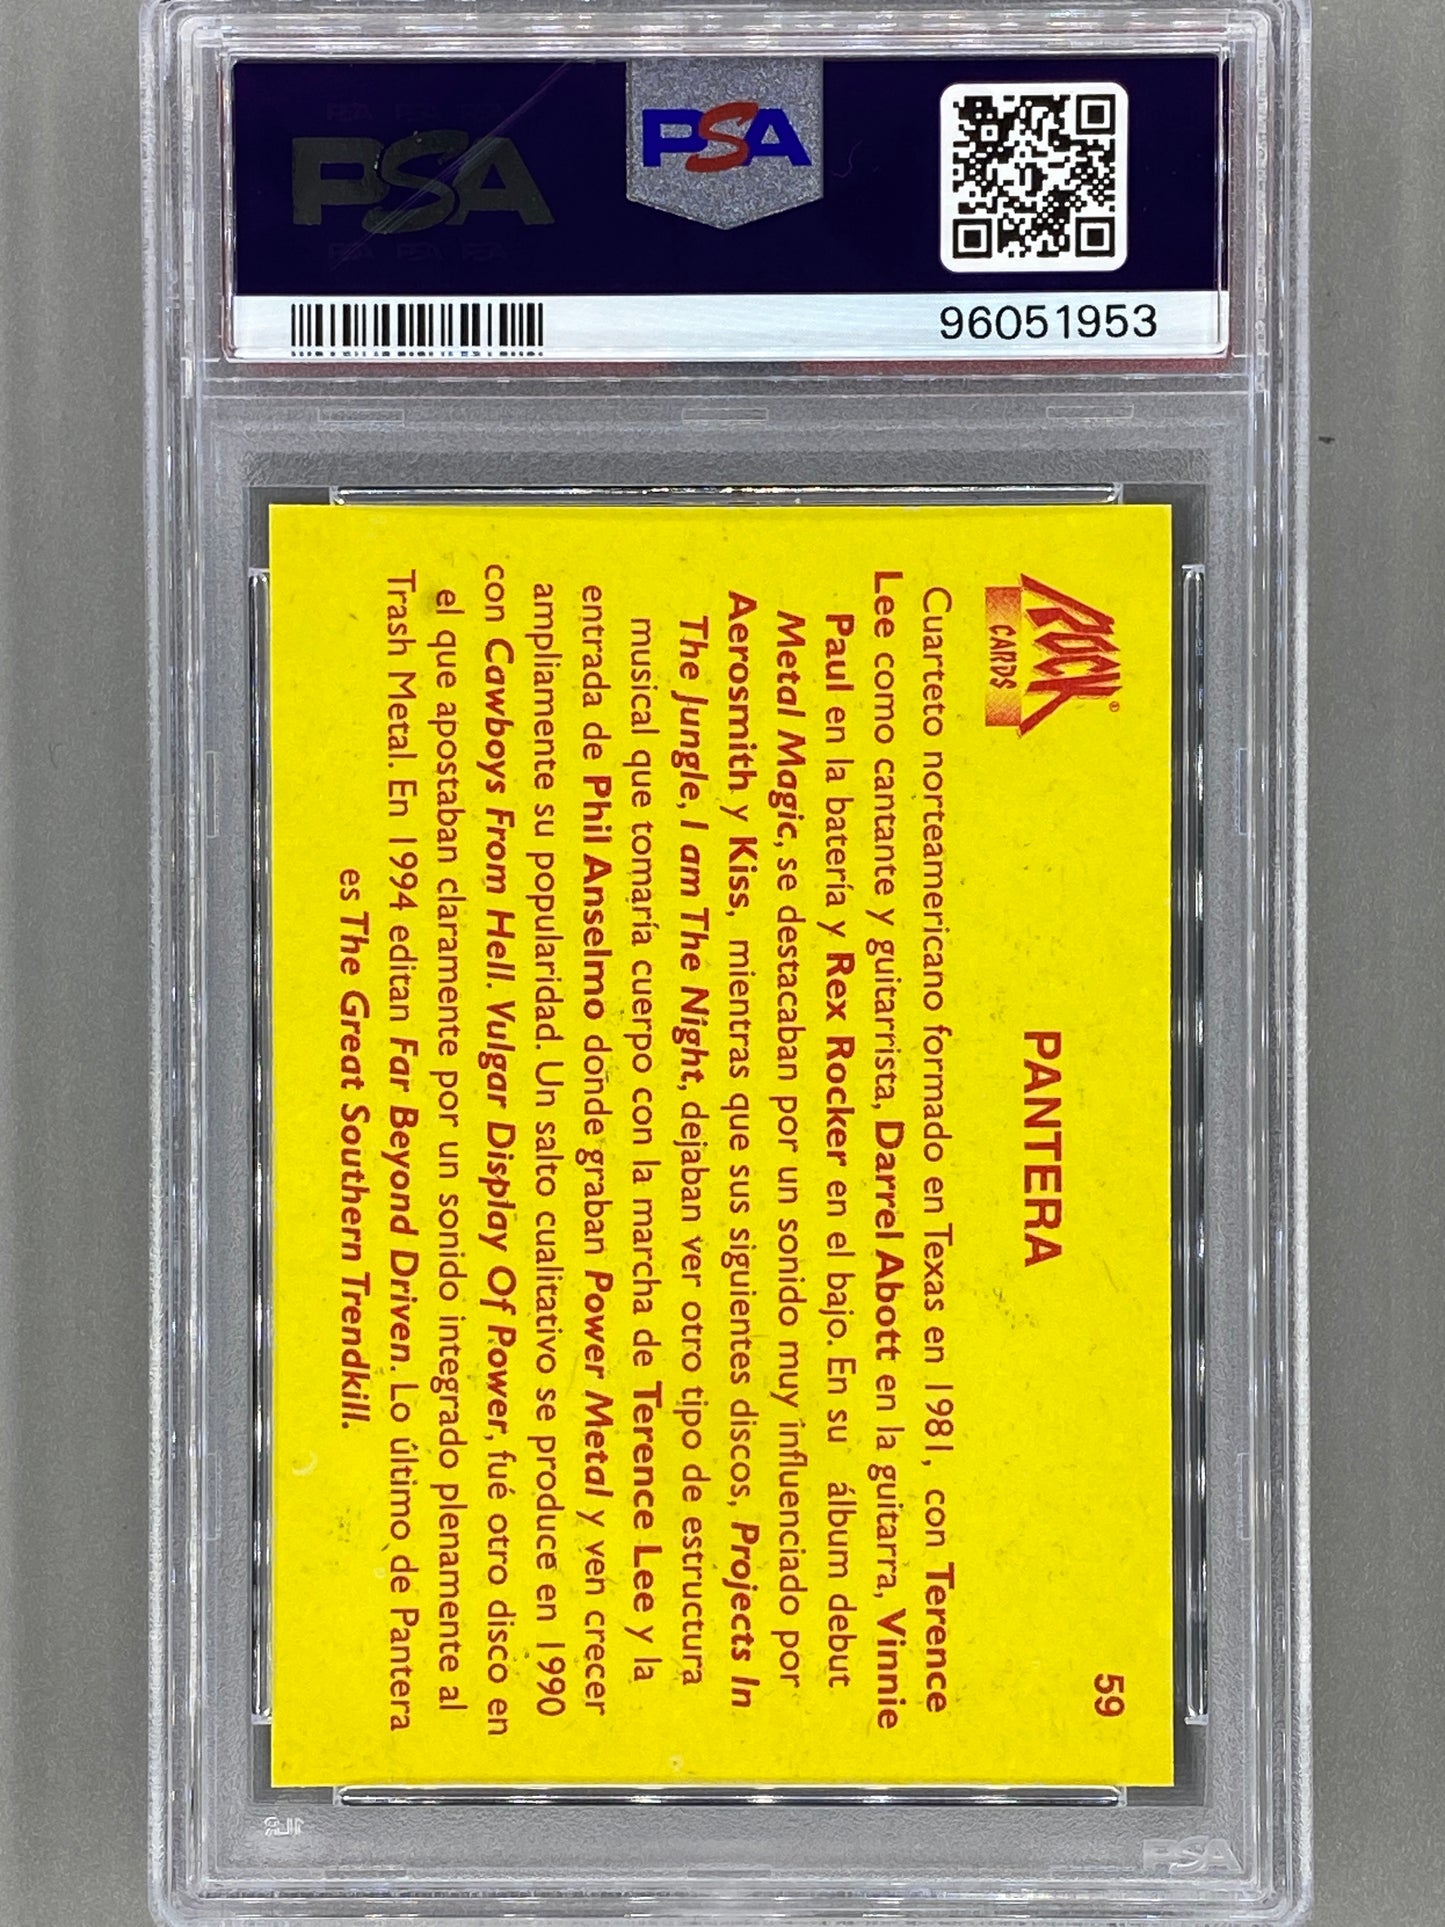 PSA
PSA
96051953
ROCK®
CARDS
59
PANTERA
Cuarteto norteamericano formado en Texas en 1981, con Terence
Lee como cantante y guitarrista, Darrel Abott en la guitarra, Vinnie
Paul en la batería y Rex Rocker en el bajo. En su álbum debut
Metal Magic, se destacaban por un sonido muy influenciado por
Aerosmith y Kiss, mientras que sus siguientes discos, Projects In
The Jungle, I am The Night, dejaban ver otro tipo de estructura
musical que tomaría cuerpo con la marcha de Terence Lee y la
entrada de Phil Anselmo donde graban Power Metal y ven crecer
ampliamente su popularidad. Un salto cualitativo se produce en 1990
con Cawboys From Hell. Vulgar Display Of Power, fué otro disco en
el que apostaban claramente por un sonido integrado plenamente al
Trash Metal. En 1994 editan Far Beyond Driven. Lo último de Pantera
es The Great Southern Trendkill.
PSA